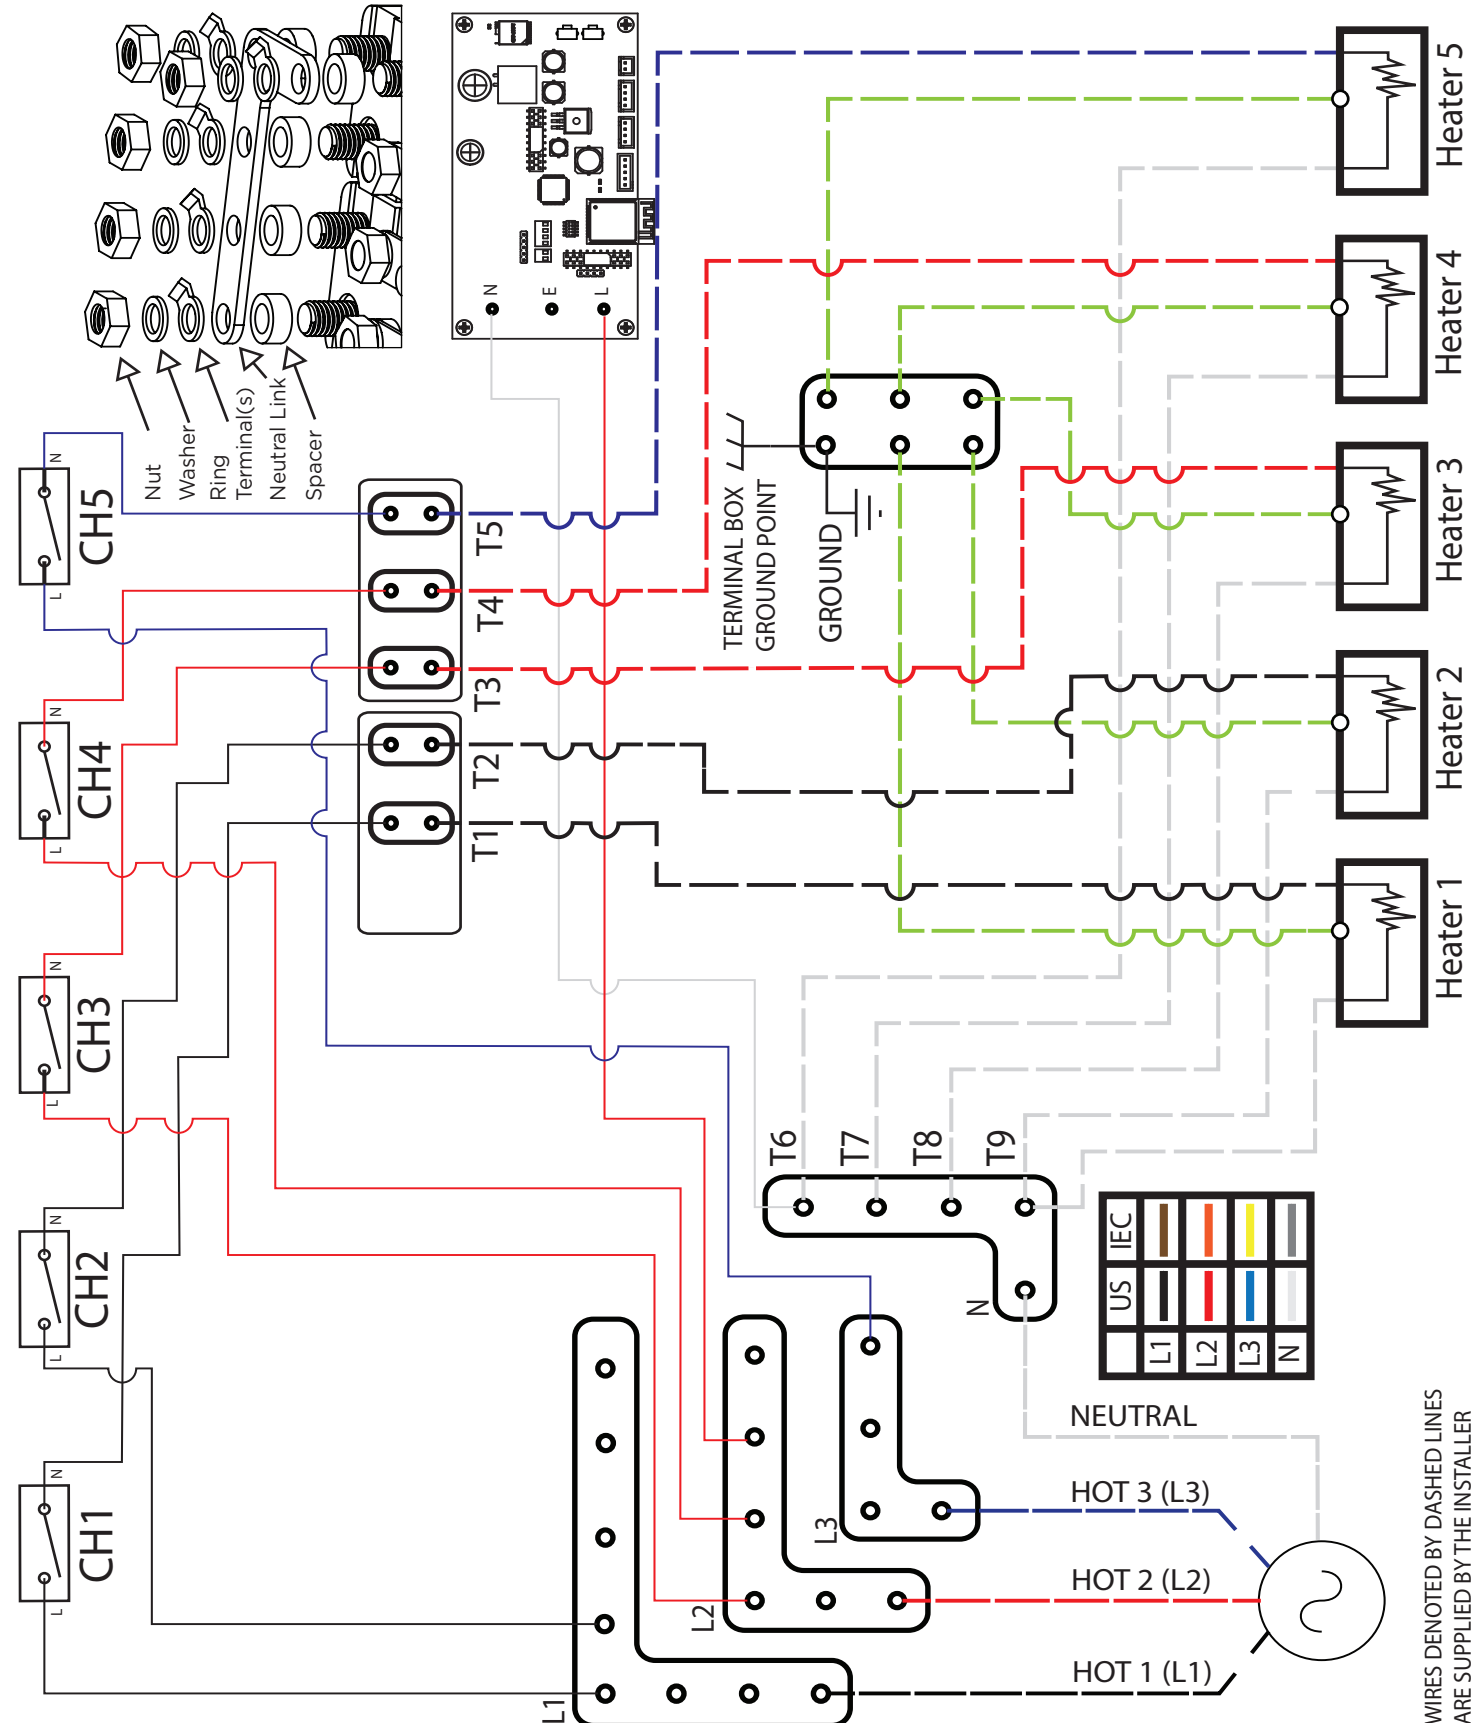 Nut
Washer
Ring
Terminal(s)
Neutral Link
Spacer
N
E
L
N
L
CH5
N
L
CH4
N
L
CH3
N
L
CH2
N
L
CH1
T5
T4
T3
T2
T1
TERMINAL BOX
GROUND POINT
GROUND
Heater 5
Heater 4
Heater 3
Heater 2
Heater 1
T6
T7
T8
T9
N
L1
L2
L3
US
IEC
L1
L2
L3
N
NEUTRAL
HOT 3 (L3)
HOT 2 (L2)
HOT 1 (L1)
WIRES DENOTED BY DASHED LINES
ARE SUPPLIED BY THE INSTALLER